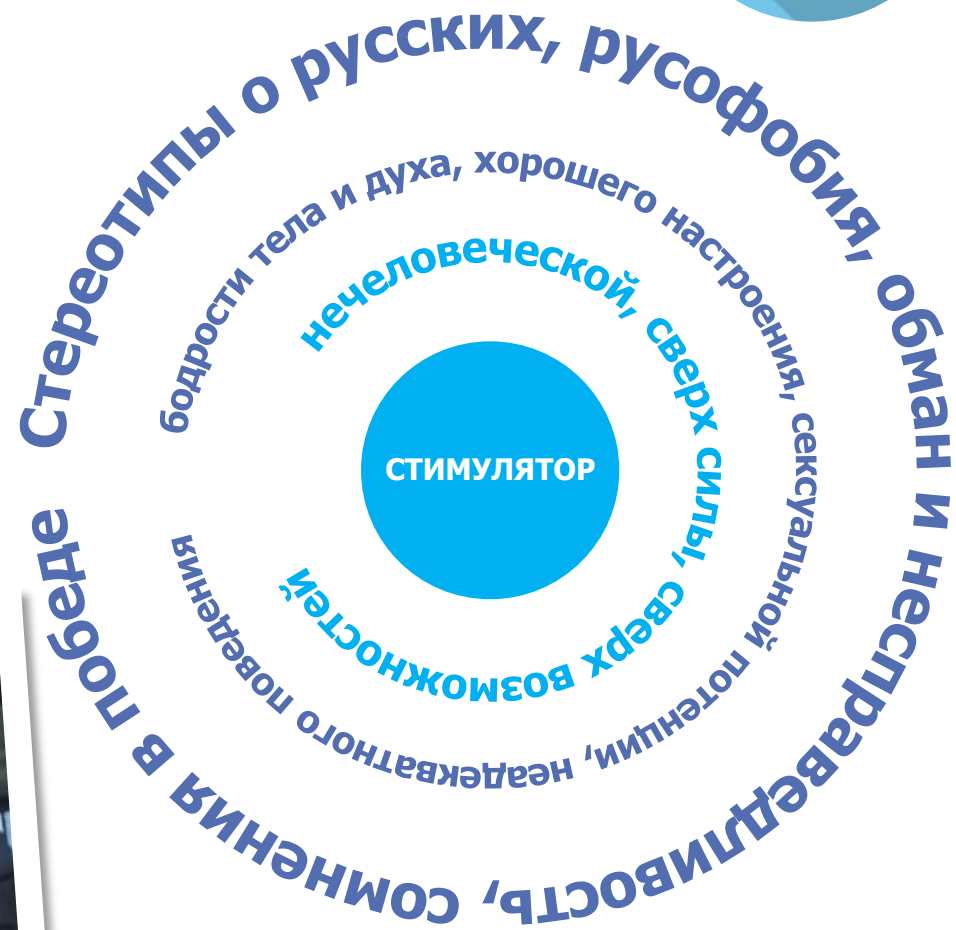 Стереотипы о русских, русофобия, обман и несправедливость, сомнения в победе
бодрости тела и духа, хорошего настроения, сексуальной потенции, неадекватного поведения
нечеловеческой, сверх силы, сверх возможностей
СТИМУЛЯТОР